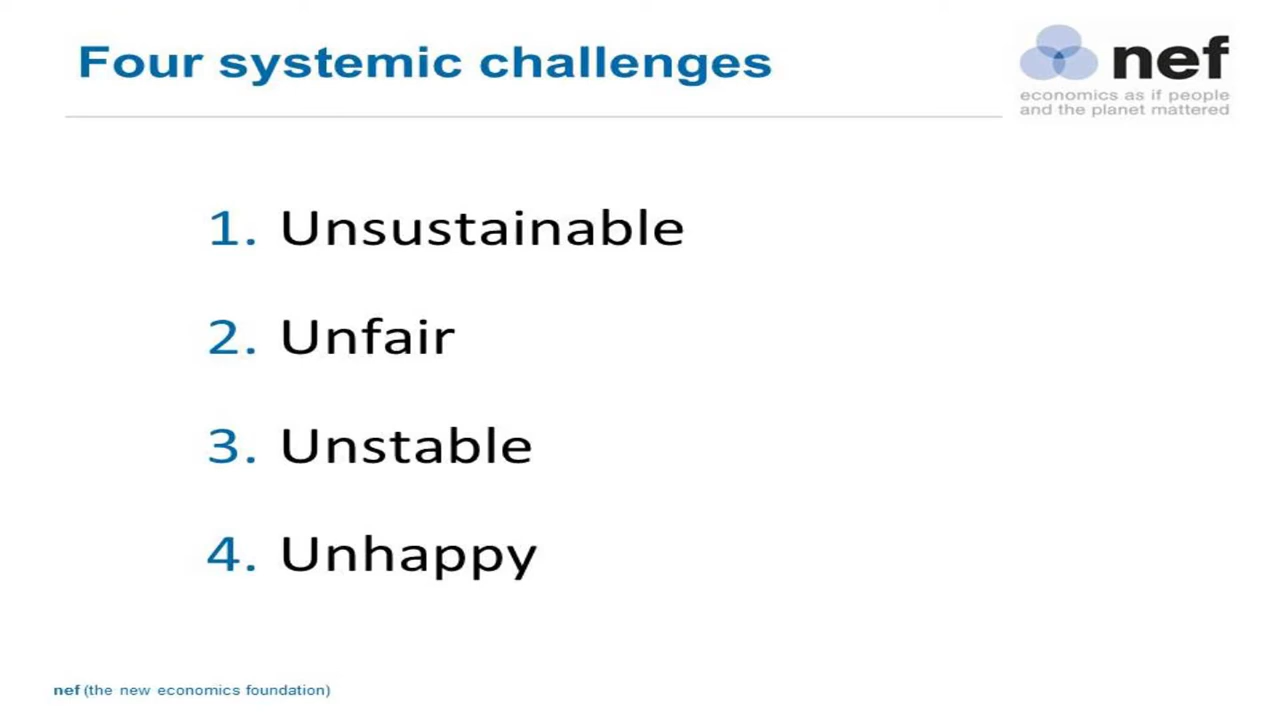 Four systemic challenges
nef
economics as if people
and the planet mattered
1. Unsustainable
2. Unfair
3. Unstable
4. Unhappy
nef (the new economics foundation)